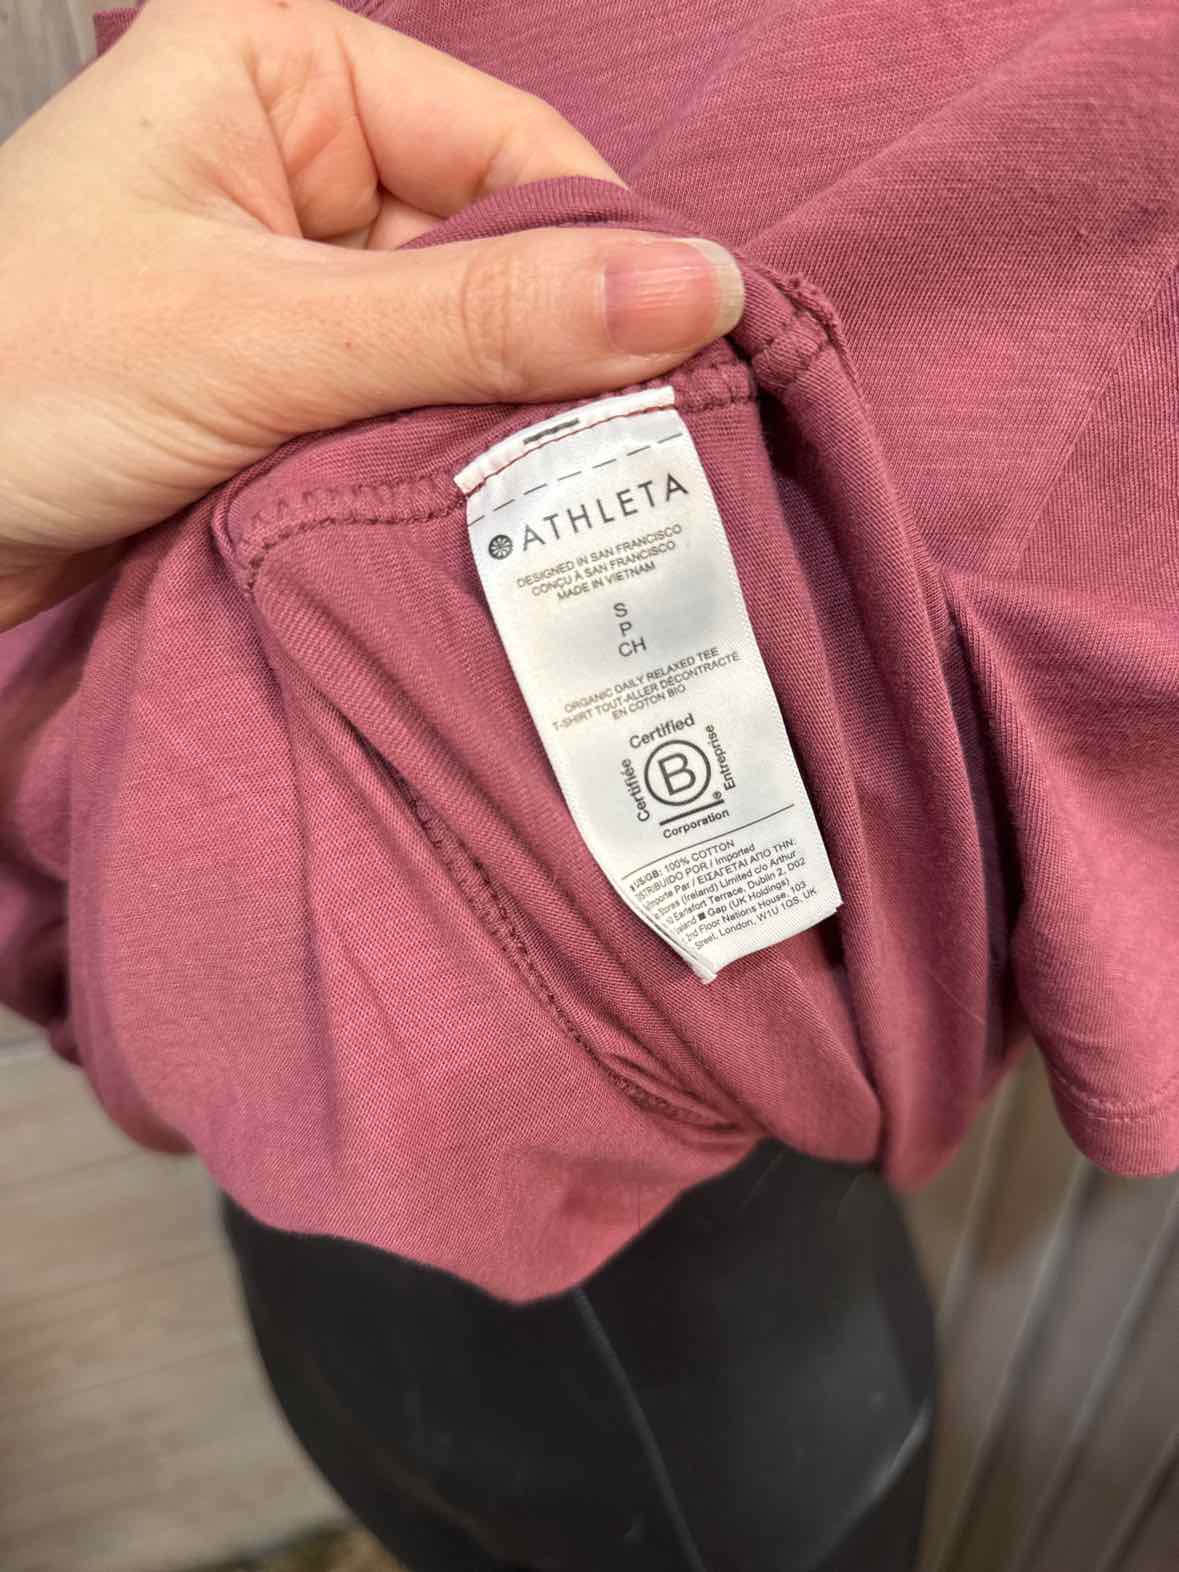 ATHLETA
DESIGNED IN SAN FRANCISCO
CONÇU À SAN FRANCISCO
MADE IN VIETNAM
S
P
CH
ORGANIC DAILY RELAXED TEE
T-SHIRT TOUT-ALLER DÉCONTRACTÉ
EN COTON BIO
Certified
Certifiée
B
Entreprise
®
Corporation
US/GB: 100% COTTON
DISTRIBUIDO POR / Imported
Importe Par / ΕΙΣΑΓΕΤΑΙ ΑΠΟ ΤΗΝ:
(Ireland) Limited c/o Arthur
Earlsfort Terrace, Dublin 2, D02
Gap (UK Holdings)
2nd Floor Nations House, 103
Street, London, W1U 1QS, UK